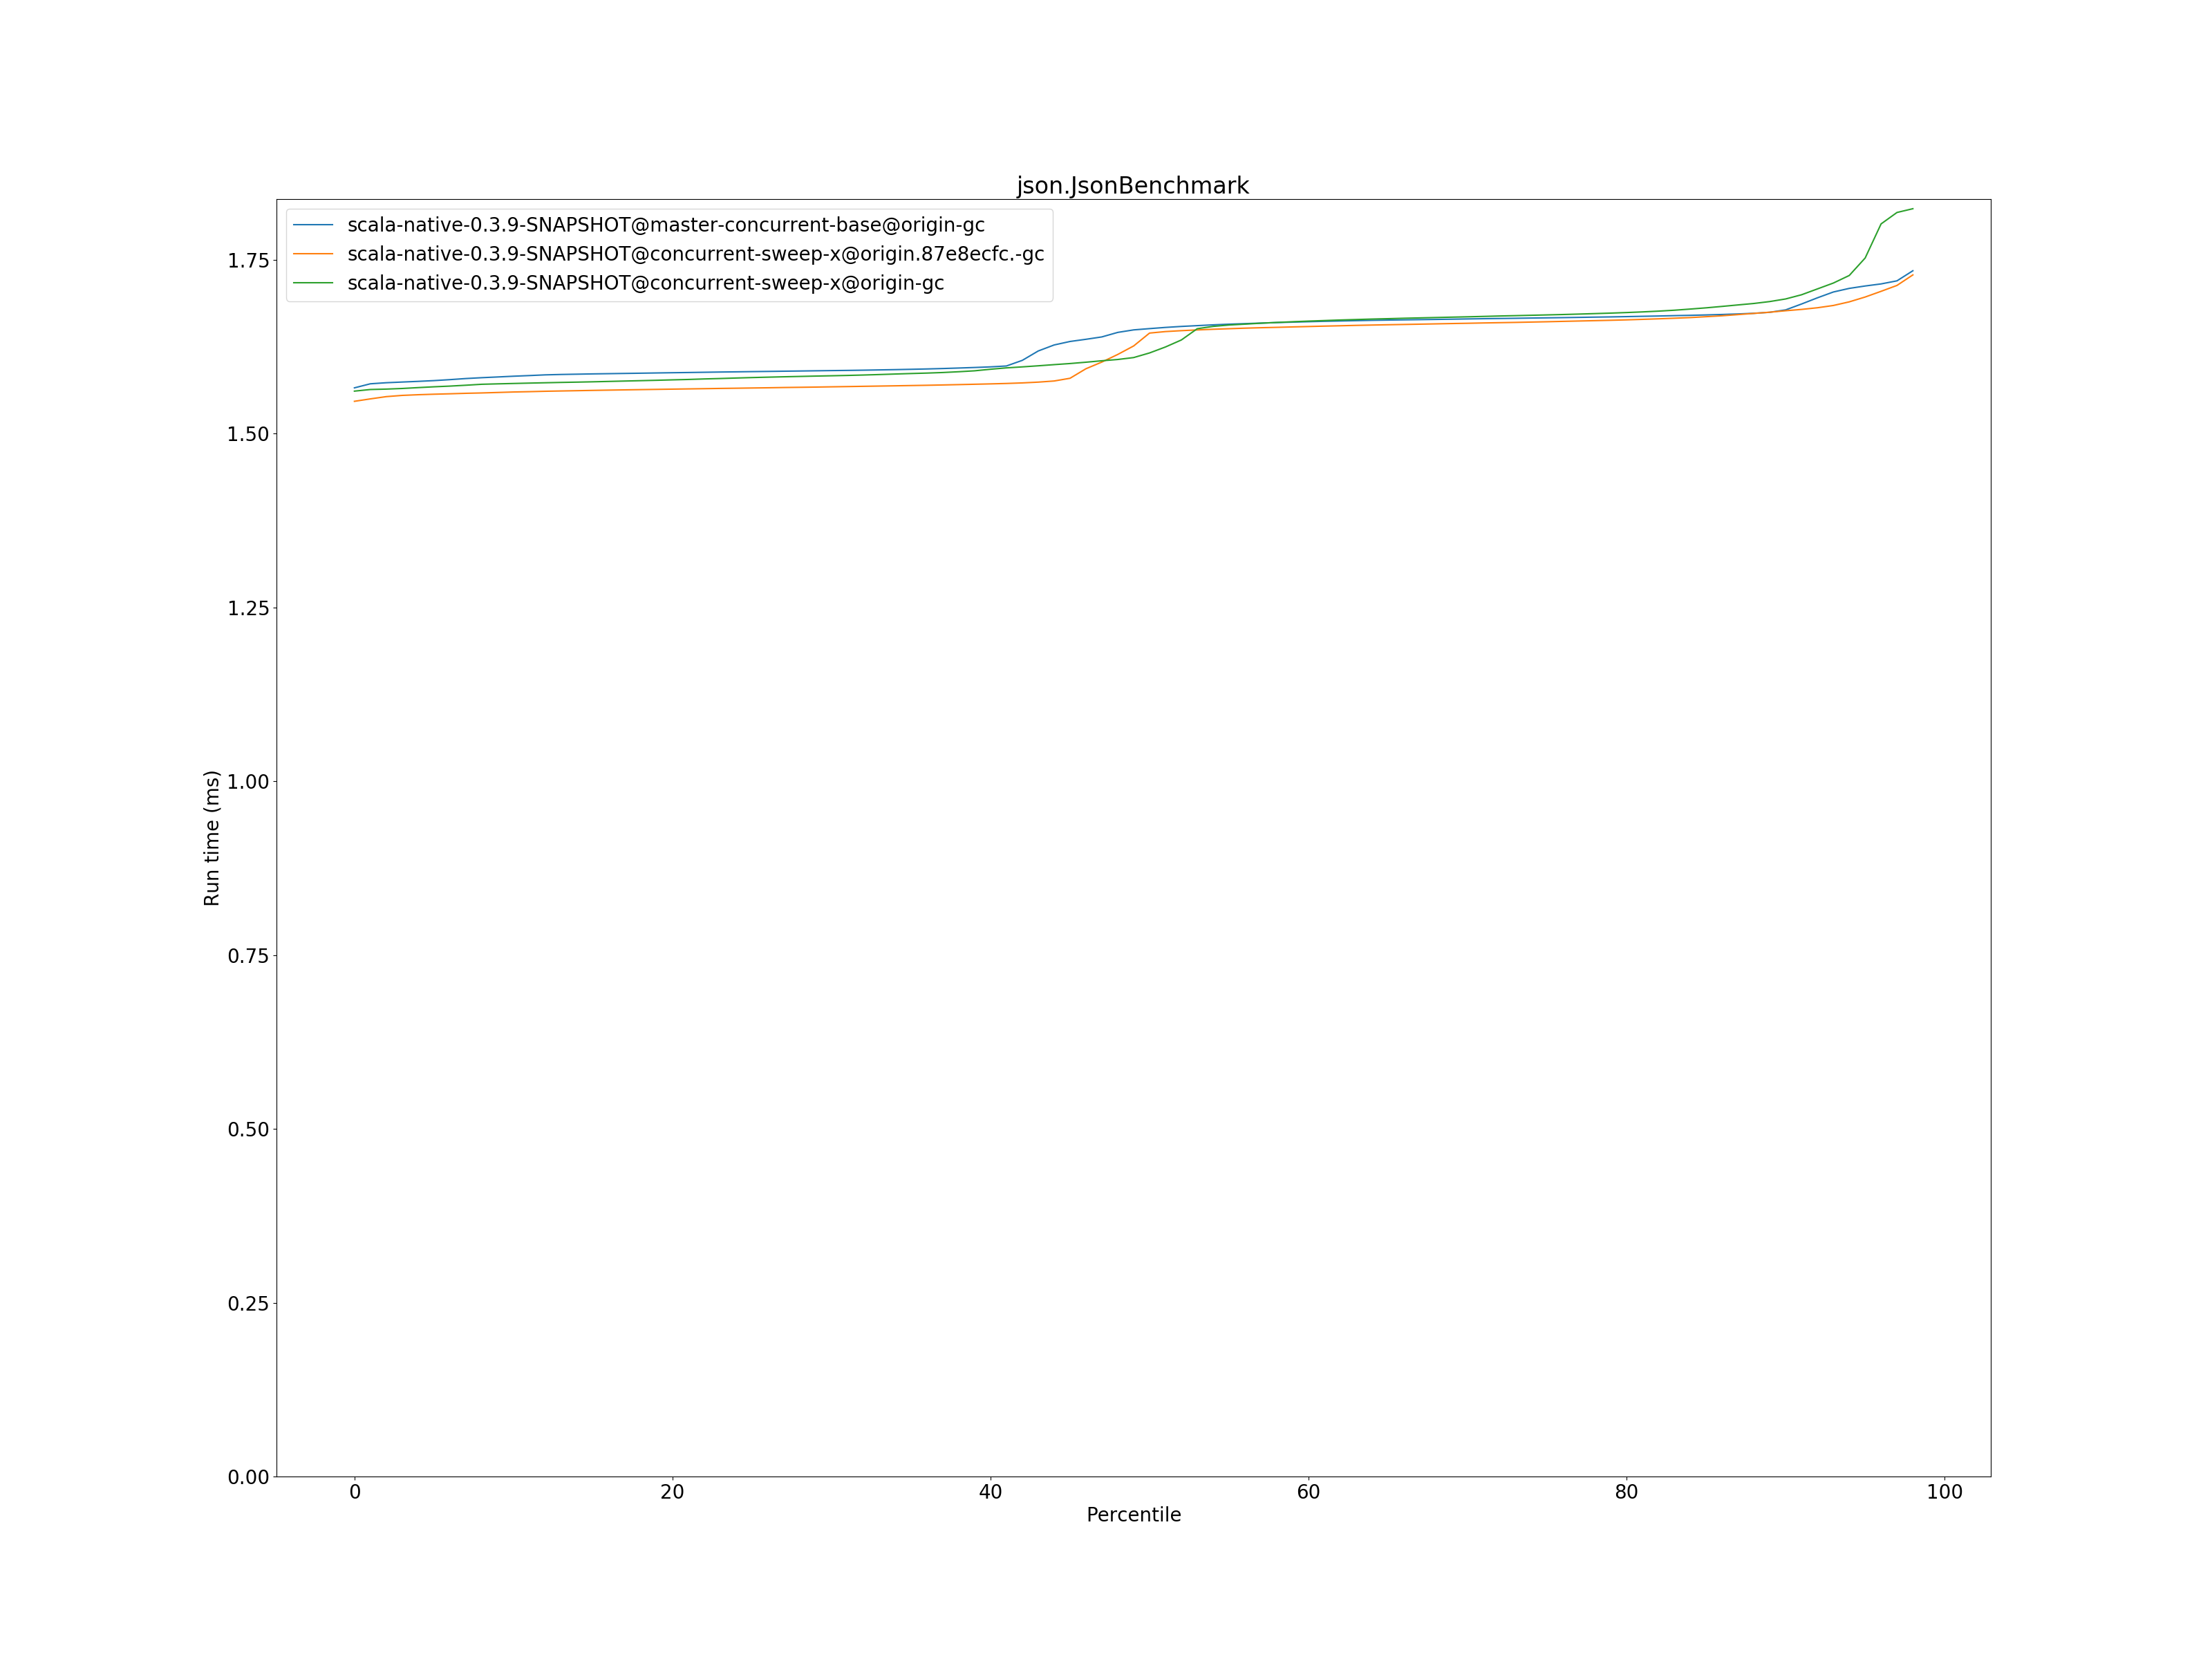 json.JsonBenchmark
scala-native-0.3.9-SNAPSHOT@master-concurrent-base@origin-gc
scala-native-0.3.9-SNAPSHOT@concurrent-sweep-x@origin.87e8ecfc.-gc
scala-native-0.3.9-SNAPSHOT@concurrent-sweep-x@origin-gc
1.75
1.50
1.25
1.00
0.75
0.50
0.25
0.00
Run time (ms)
0 20 40 60 80 100
Percentile